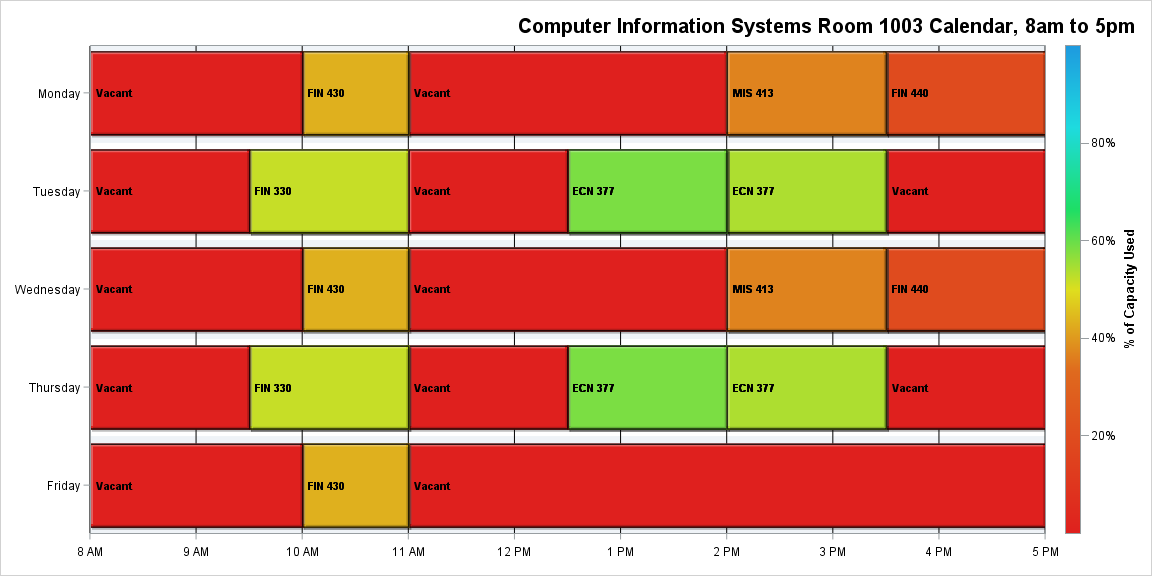 Computer Information Systems Room 1003 Calendar, 8am to 5pm
Monday
Vacant
FIN 430
Vacant
MIS 413
FIN 440
Tuesday
Vacant
FIN 330
Vacant
ECN 377
ECN 377
Vacant
Wednesday
Vacant
FIN 430
Vacant
MIS 413
FIN 440
Thursday
Vacant
FIN 330
Vacant
ECN 377
ECN 377
Vacant
Friday
Vacant
FIN 430
Vacant
8 AM
9 AM
10 AM
11 AM
12 PM
1 PM
2 PM
3 PM
4 PM
5 PM
80%
60%
40%
20%
% of Capacity Used